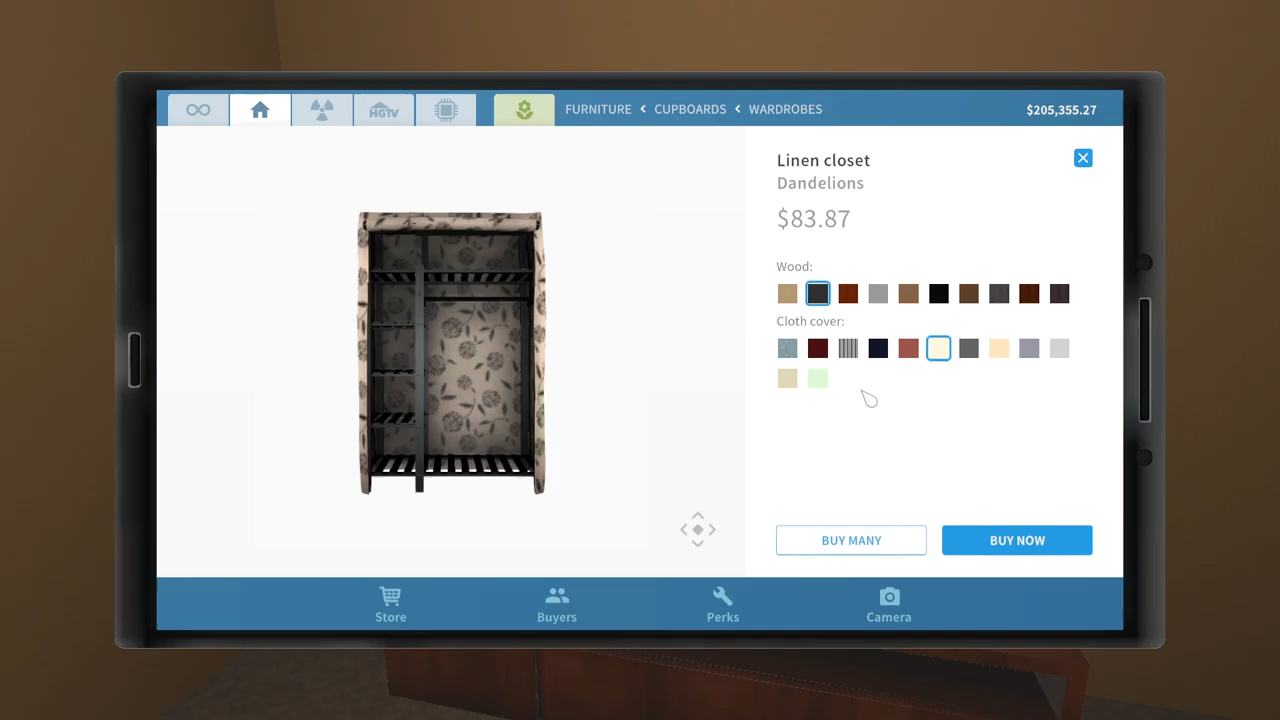 HGTV
FURNITURE < CUPBOARDS < WARDROBES
$205,355.27
Linen closet
Dandelions
$83.87
Wood:
Cloth cover:
BUY MANY
BUY NOW
Store
Buyers
Perks
Camera